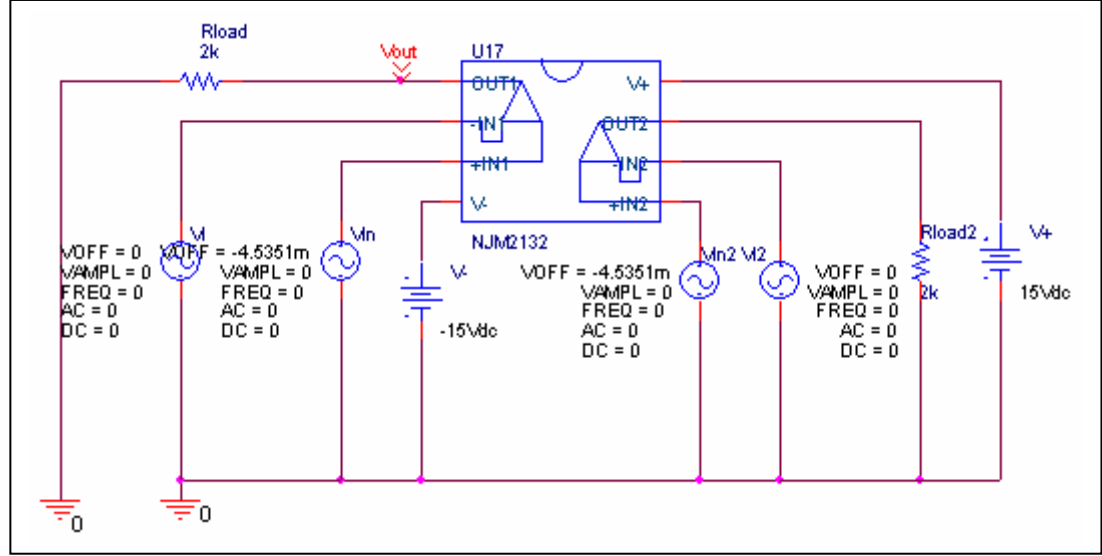 Rload
2k
Vout
U17
OUT1
-IN1
+IN1
V-
V+
OUT2
-IN2
+IN2
NJM2132
VOFF = 0
VAMPL = 0
FREQ = 0
AC = 0
DC = 0
VI
VOFF = -4.5351m
VAMPL = 0
FREQ = 0
AC = 0
DC = 0
VIn
V-
-15Vdc
VOFF = -4.5351m
VAMPL = 0
FREQ = 0
AC = 0
DC = 0
VIn2
VI2
VOFF = 0
VAMPL = 0
FREQ = 0
AC = 0
DC = 0
Rload2
2k
V+
15Vdc
0
0